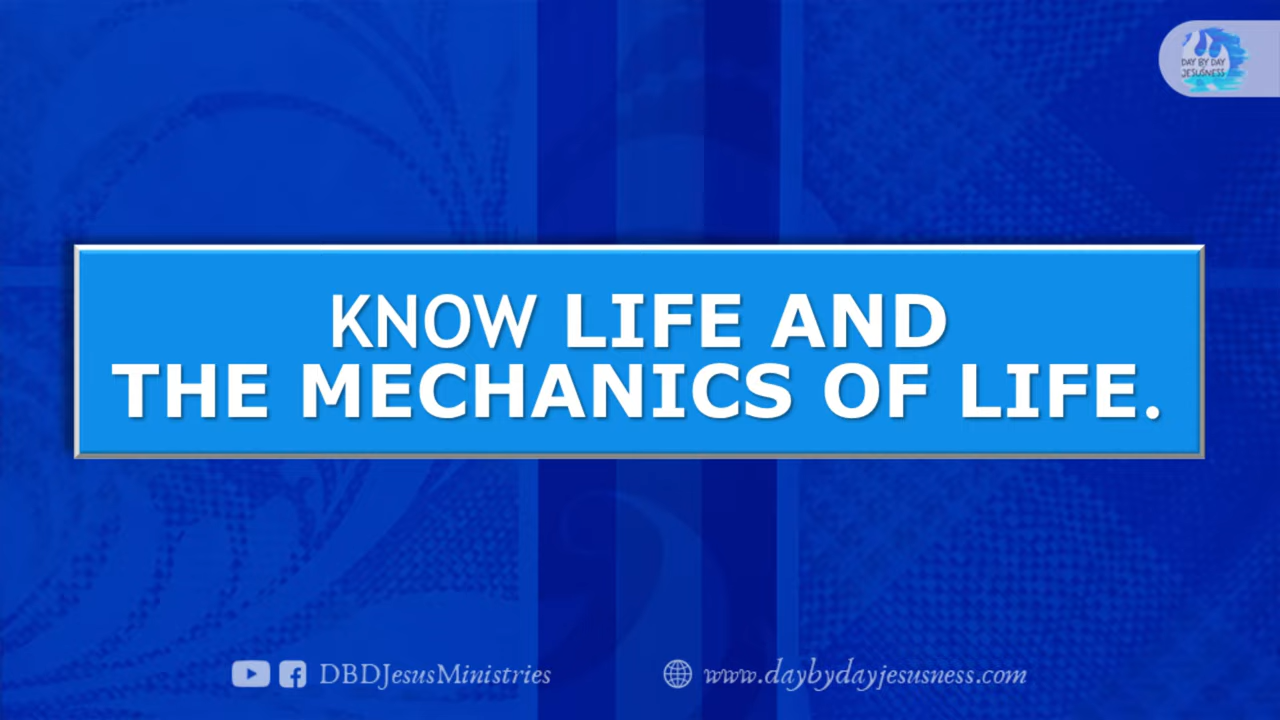 DAY BY DAY
JESUSNESS
KNOW LIFE AND
THE MECHANICS OF LIFE.
DBDJesusMinistries
www.daybydayjesusness.com